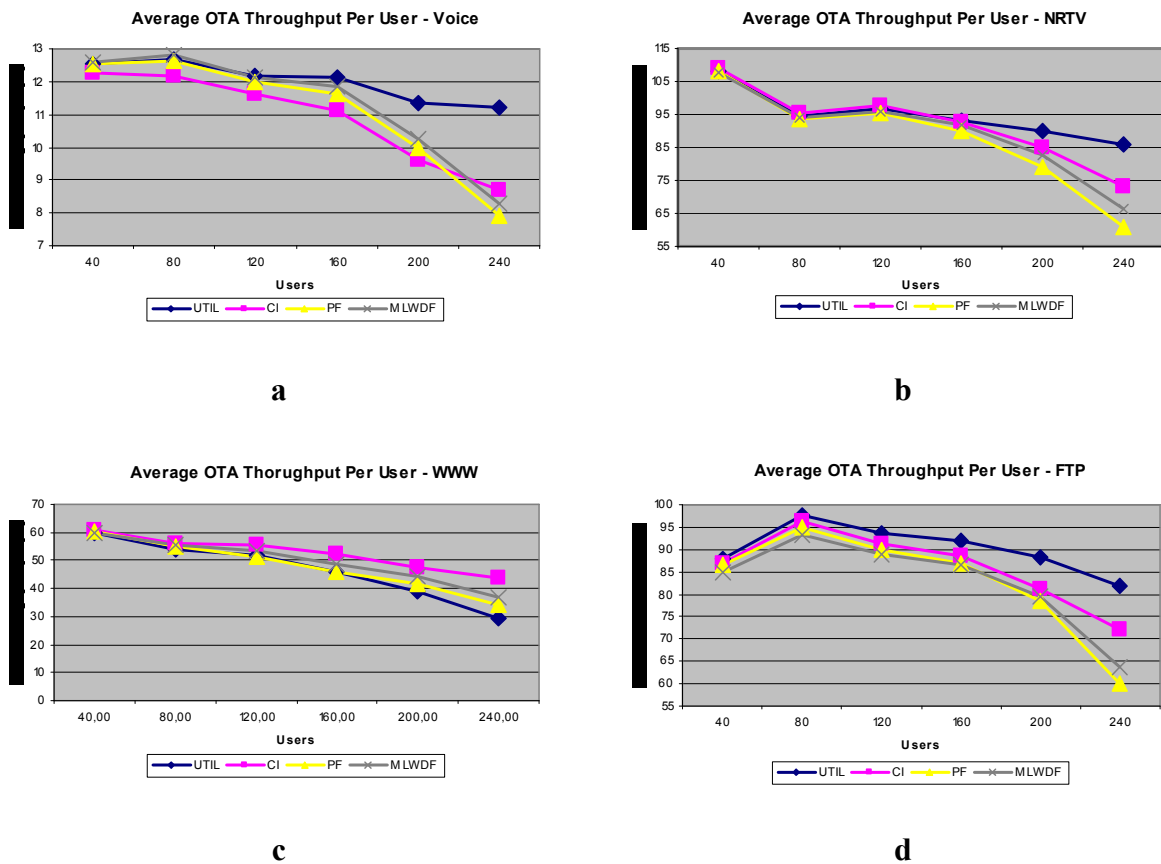 Average OTA Throughput Per User - Voice
13
12
11
10
9
8
7
40 80 120 160 200 240
Users
UTIL CI PF MLWDF
a
Average OTA Throughput Per User - NRTV
115
105
95
85
75
65
55
40 80 120 160 200 240
Users
UTIL CI PF MLWDF
b
Average OTA Thorughput Per User - WWW
70
60
50
40
30
20
10
0
40,00 80,00 120,00 160,00 200,00 240,00
Users
UTIL CI PF MLWDF
c
Average OTA Throughput Per User - FTP
100
95
90
85
80
75
70
65
60
55
40 80 120 160 200 240
Users
UTIL CI PF MLWDF
d